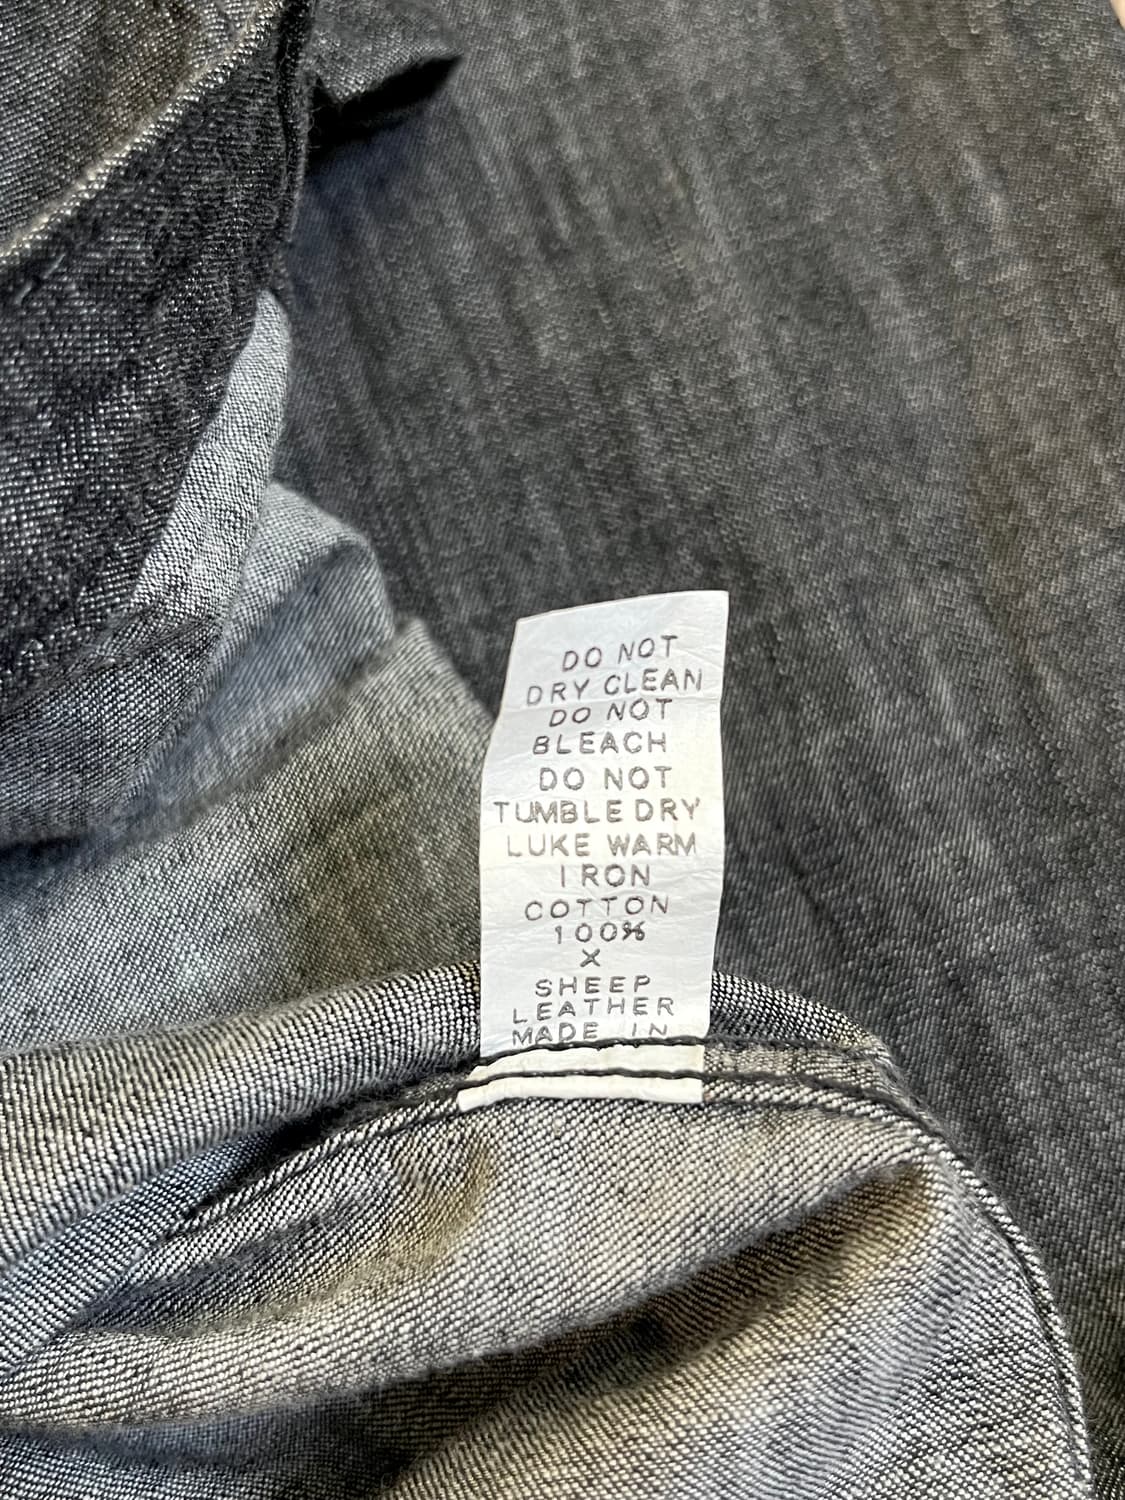 DO NOT
DRY CLEAN
DO NOT
BLEACH
DO NOT
TUMBLE DRY
LUKE WARM
IRON
COTTON
100%
X
SHEEP
LEATHER
MADE IN